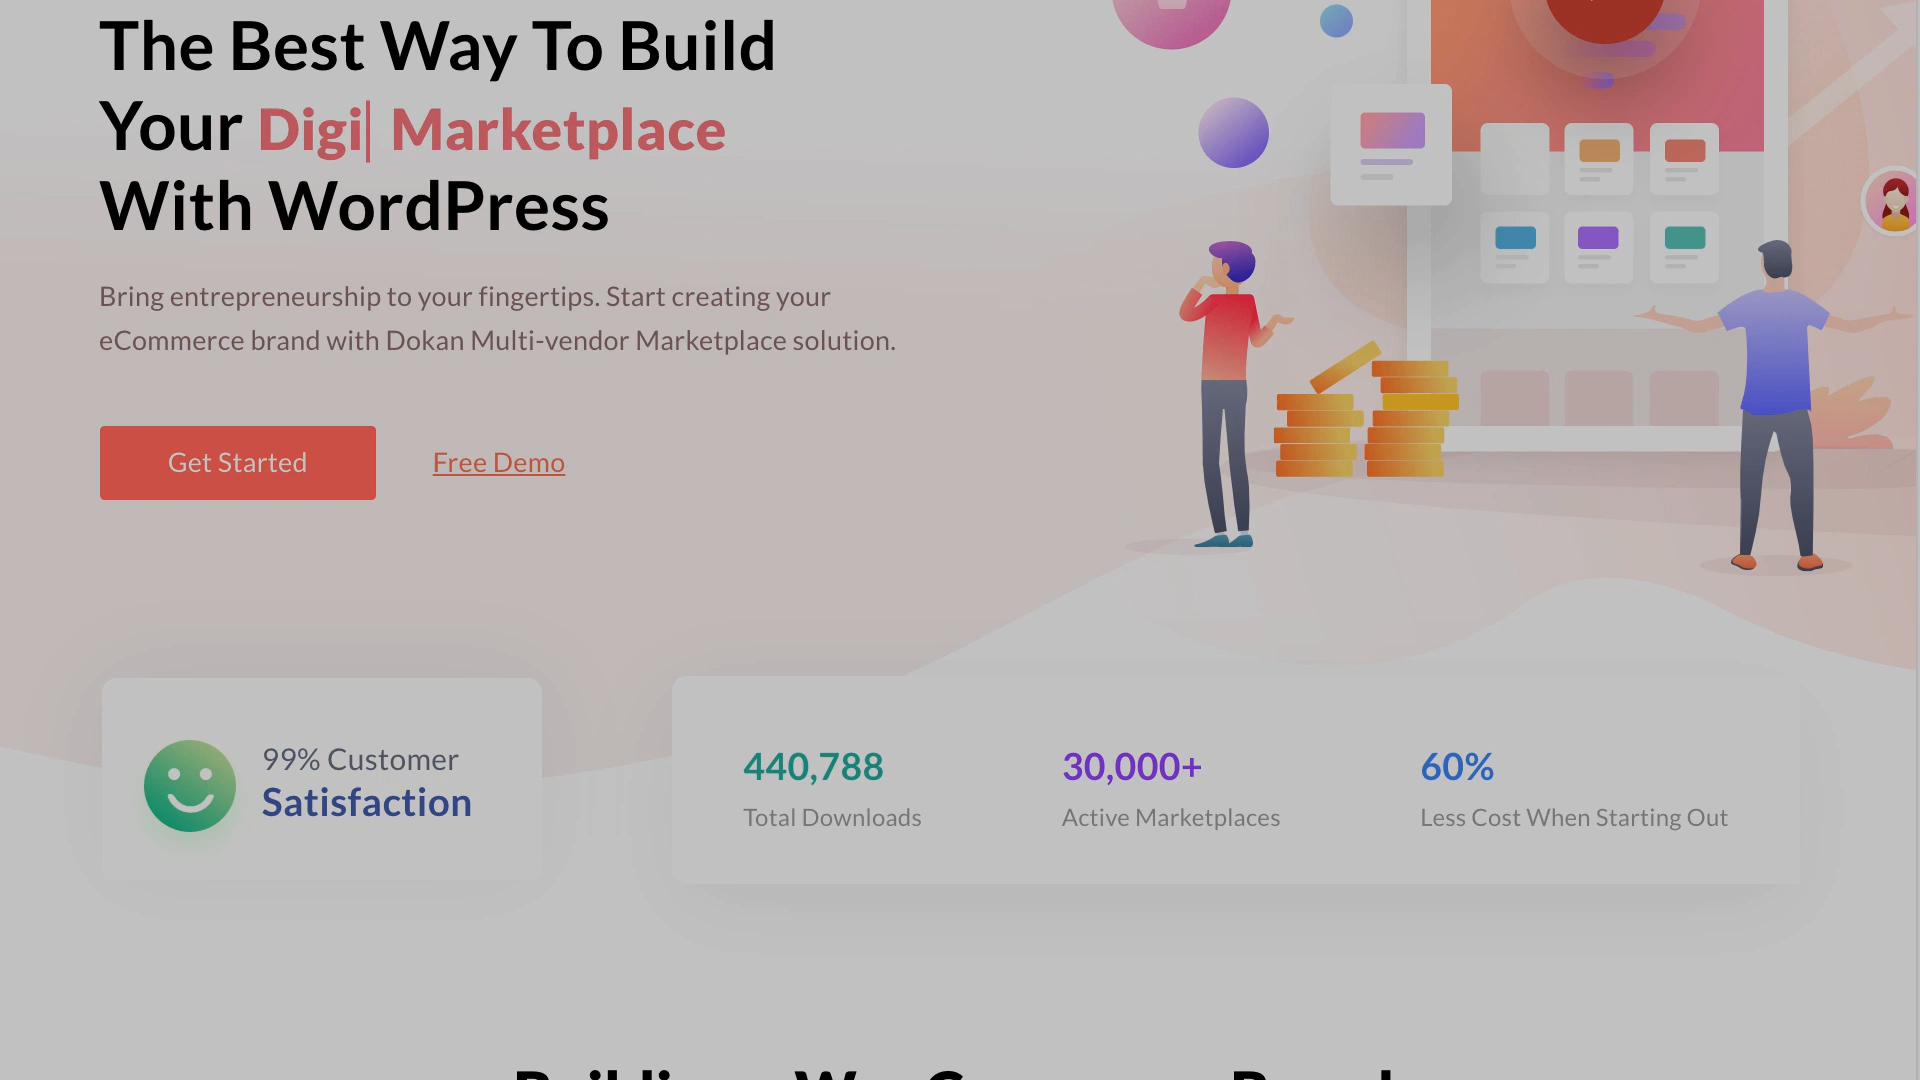 The Best Way To Build
Your Digi| Marketplace
With WordPress
Bring entrepreneurship to your fingertips. Start creating your
eCommerce brand with Dokan Multi-vendor Marketplace solution.
Get Started
Free Demo
99% Customer
Satisfaction
440,788
Total Downloads
30,000+
Active Marketplaces
60%
Less Cost When Starting Out